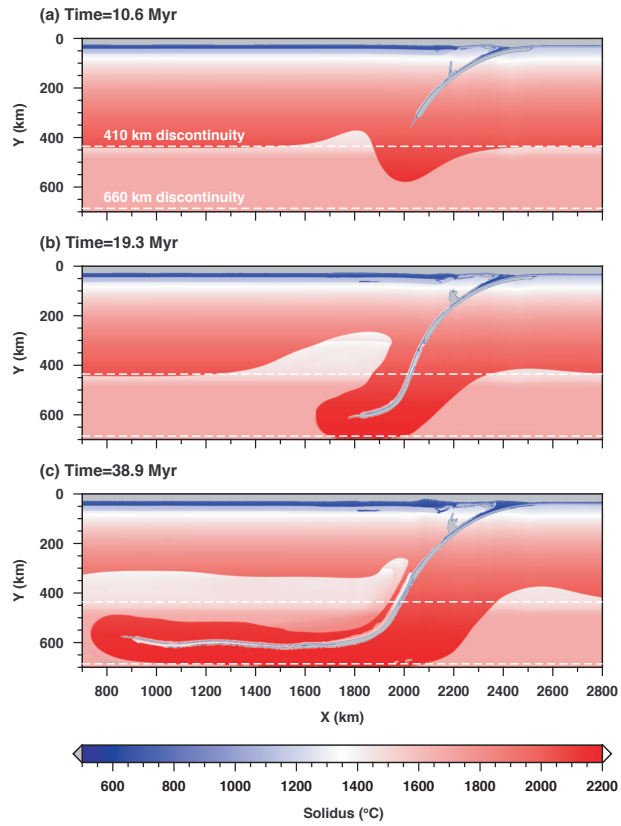 (a) Time=10.6 Myr
0
200
400
600
Y (km)
410 km discontinuity
660 km discontinuity
(b) Time=19.3 Myr
0
200
400
600
Y (km)
(c) Time=38.9 Myr
0
200
400
600
Y (km)
800 1000 1200 1400 1600 1800 2000 2200 2400 2600 2800
X (km)
600 800 1000 1200 1400 1600 1800 2000 2200
Solidus (°C)